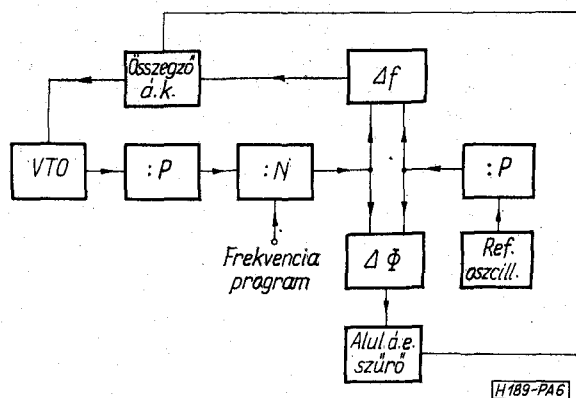 Összegző
á.k.
Δf
VTO
:P
:N
:P
Frekvencia
program
ΔΦ
Ref.
oszcill.
Alul.á.e.
szűrő
H189-PA6